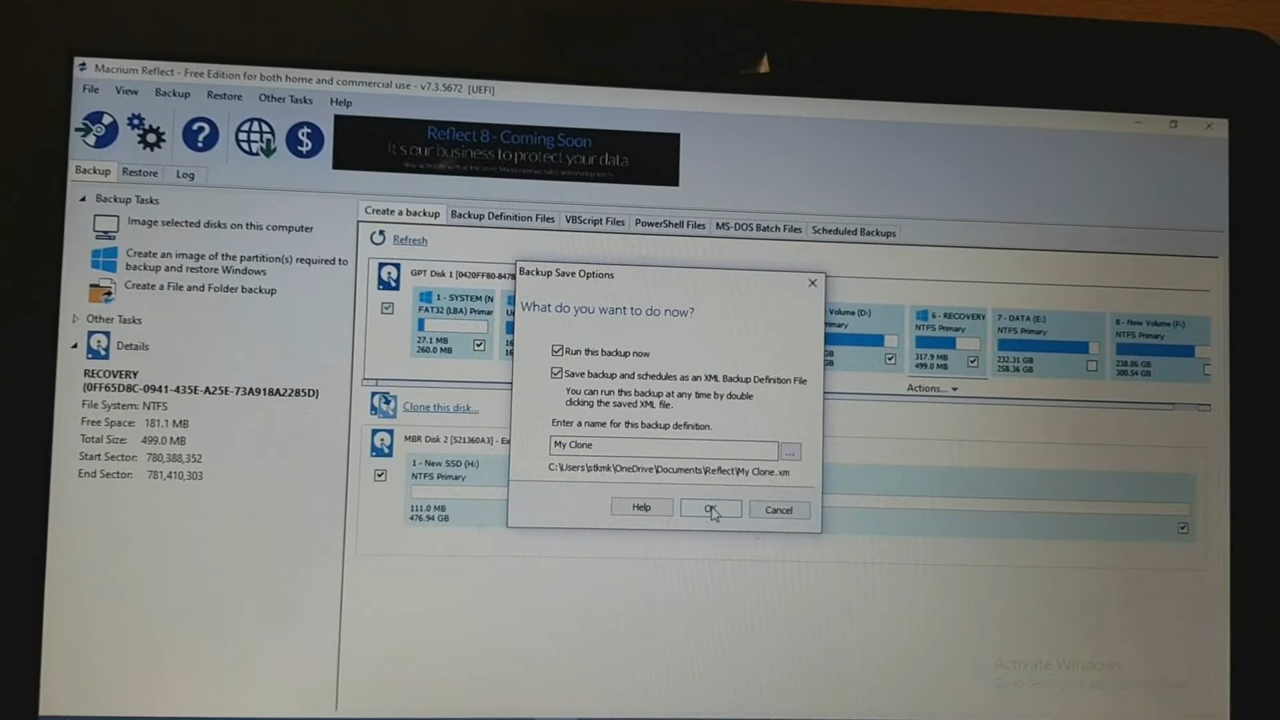 Macrium Reflect - Free Edition for both home and commercial use - v7.3.5672 [UEFI]
File View Backup Restore Other Tasks Help
Reflect 8 - Coming Soon
It's our business to protect your data
Backup Restore Log
Backup Tasks
Image selected disks on this computer
Create an image of the partition(s) required to
backup and restore Windows
Create a File and Folder backup
Other Tasks
Details
RECOVERY
(0FF65D8C-0941-435E-A25E-73A918A2285D)
File System: NTFS
Free Space: 181.1 MB
Total Size: 499.0 MB
Start Sector: 780,388,352
End Sector: 781,410,303
Create a backup Backup Definition Files VBScript Files PowerShell Files MS-DOS Batch Files Scheduled Backups
Refresh
GPT Disk 1 [0420FF80-847B
1 - SYSTEM (N
FAT32 (LBA) Primar
27.1 MB
260.0 MB
Volume (D:)
GB
GB
6 - RECOVERY
NTFS Primary
317.9 MB
499.0 MB
7 - DATA (E:)
NTFS Primary
232.31 GB
258.36 GB
8 - New Volume (F:)
NTFS Primary
238.86 GB
300.54 GB
Actions...
Clone this disk...
MBR Disk 2 [521360A3] - Ex
1 - New SSD (H:)
NTFS Primary
111.0 MB
476.94 GB
Backup Save Options
What do you want to do now?
Run this backup now
Save backup and schedules as an XML Backup Definition File
You can run this backup at any time by double
clicking the saved XML file.
Enter a name for this backup definition.
My Clone
...
C:\Users\stkmk\OneDrive\Documents\Reflect\My Clone.xm
Help OK Cancel
Activate Windows